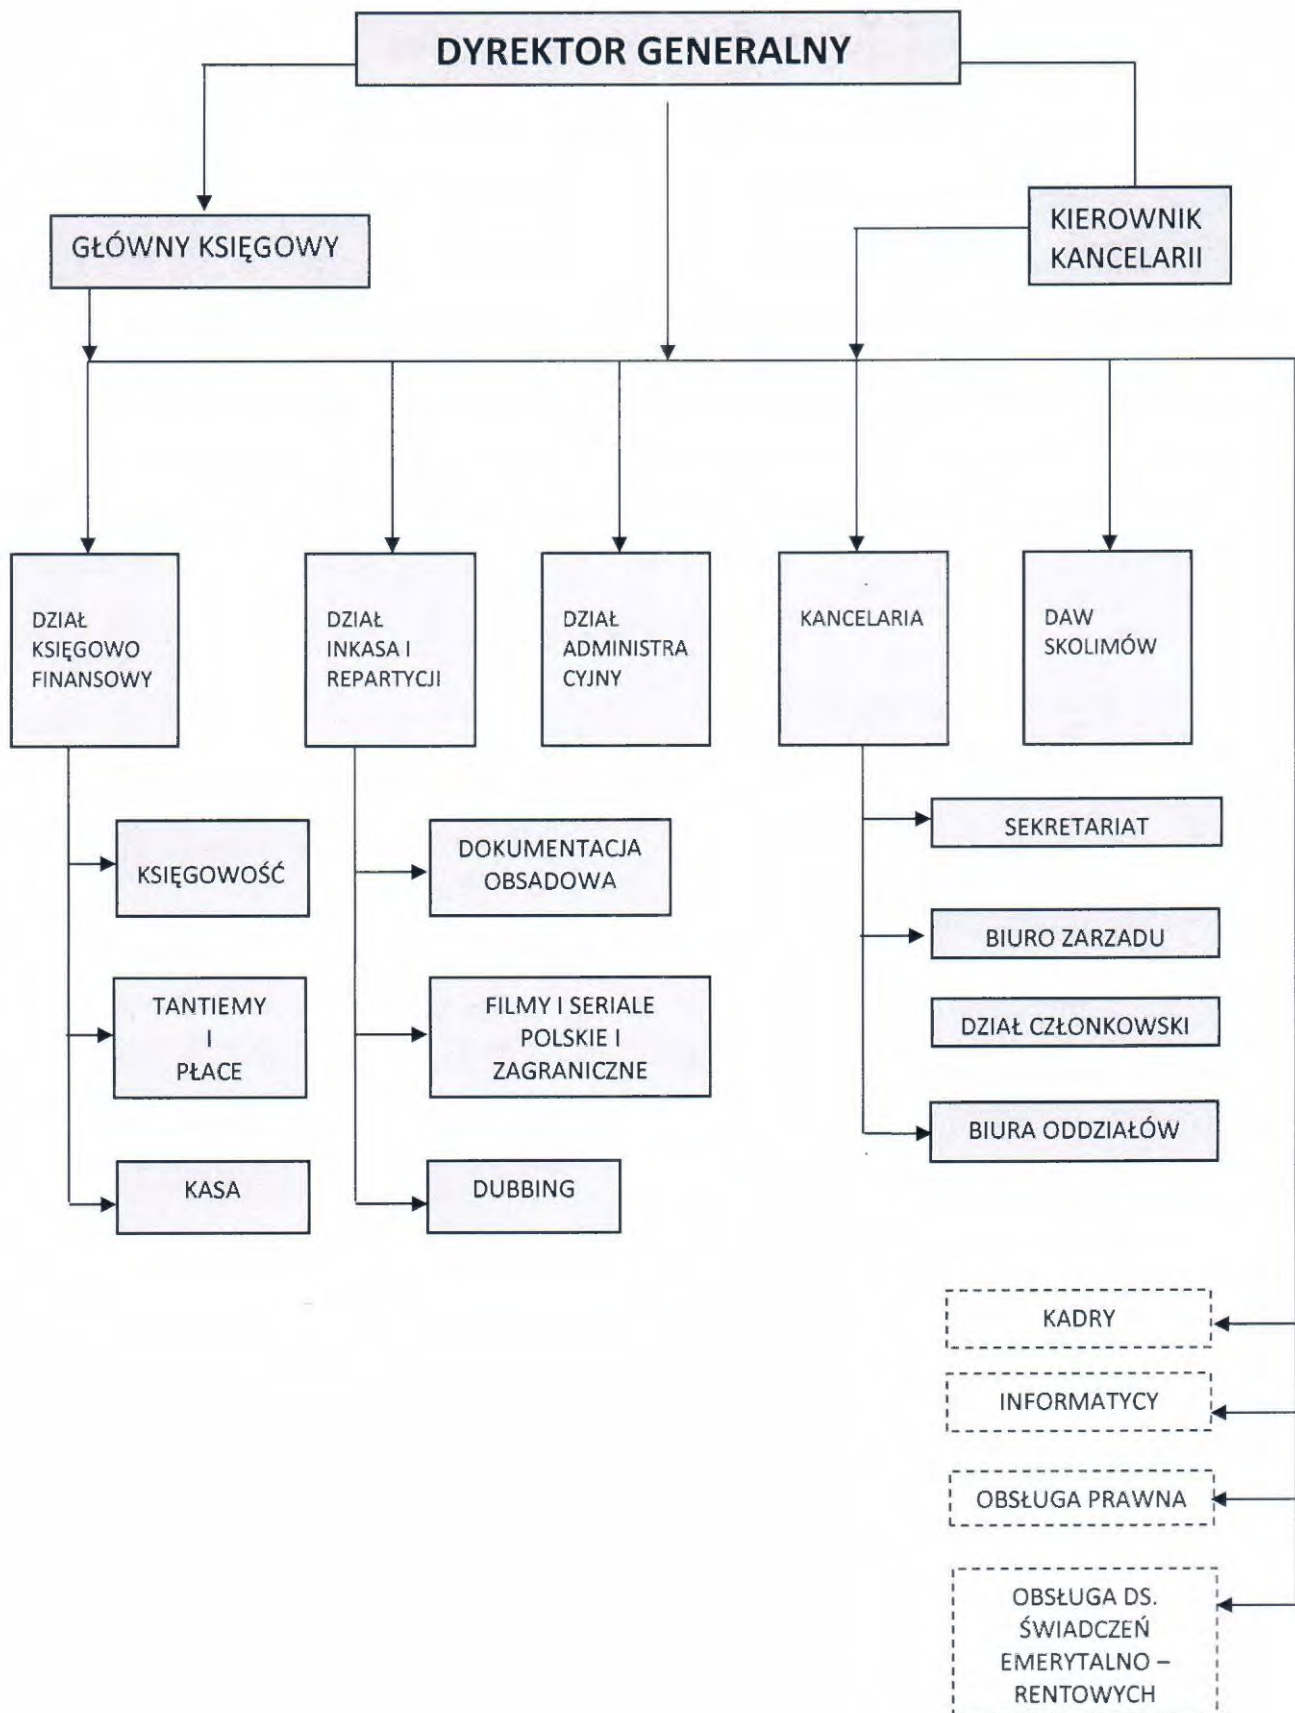 DYREKTOR GENERALNY
GŁÓWNY KSIĘGOWY
KIEROWNIK
KANCELARII
DZIAŁ
KSIĘGOWO
FINANSOWY
DZIAŁ
INKASA I
REPARTYCJI
DZIAŁ
ADMINISTRA
CYJNY
KANCELARIA
DAW
SKOLIMÓW
KSIĘGOWOŚĆ
TANTIEMY
I
PŁACE
KASA
DOKUMENTACJA
OBSADOWA
FILMY I SERIALE
POLSKIE I
ZAGRANICZNE
DUBBING
SEKRETARIAT
BIURO ZARZADU
DZIAŁ CZŁONKOWSKI
BIURA ODDZIAŁÓW
KADRY
INFORMATYCY
OBSŁUGA PRAWNA
OBSŁUGA DS.
ŚWIADCZEŃ
EMERYTALNO –
RENTOWYCH